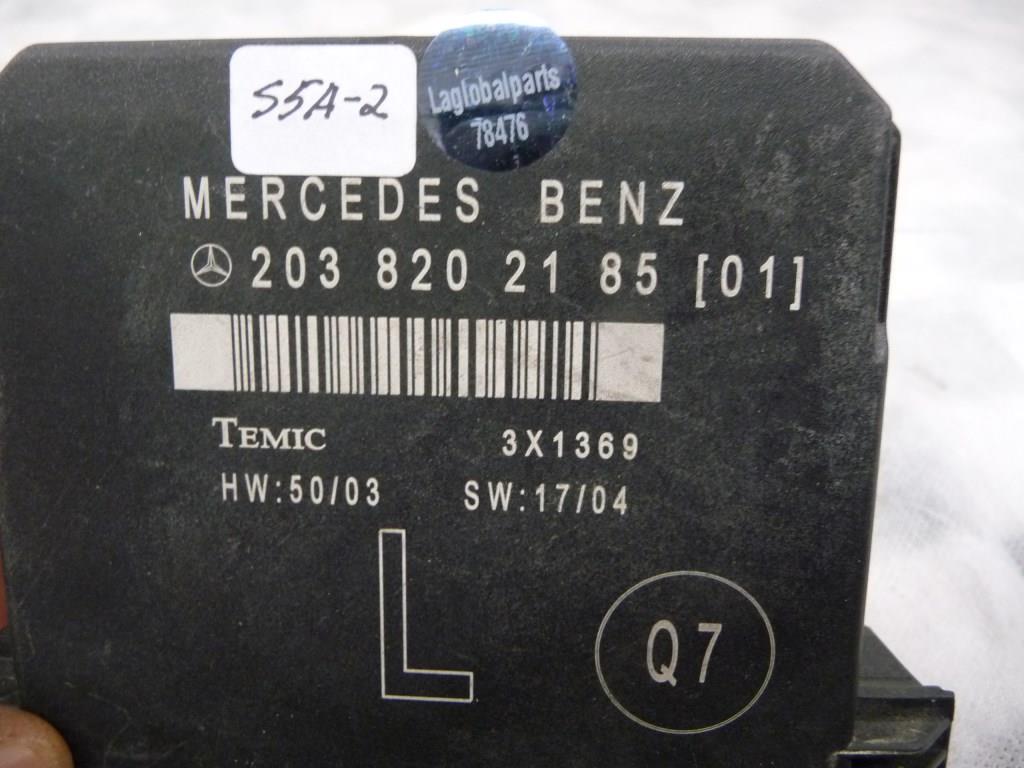 S5A-2
Laglobalparts
78476
MERCEDES BENZ
203 820 21 85 [01]
TEMIC 3X1369
HW:50/03 SW:17/04
L
Q7